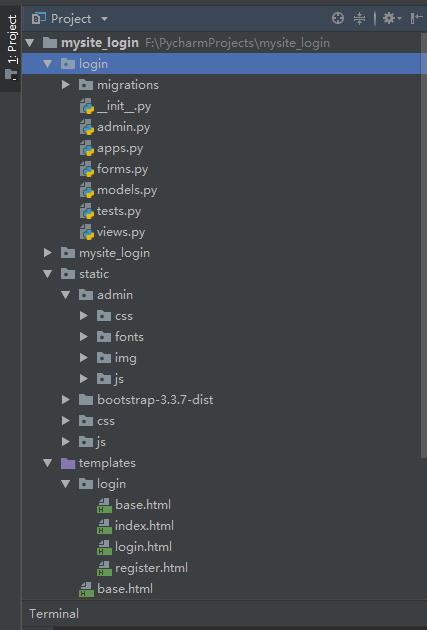 1: Project
Project
mysite_login F:\PycharmProjects\mysite_login
login
migrations
__init__.py
admin.py
apps.py
forms.py
models.py
tests.py
views.py
mysite_login
static
admin
css
fonts
img
js
bootstrap-3.3.7-dist
css
js
templates
login
base.html
index.html
login.html
register.html
base.html
Terminal